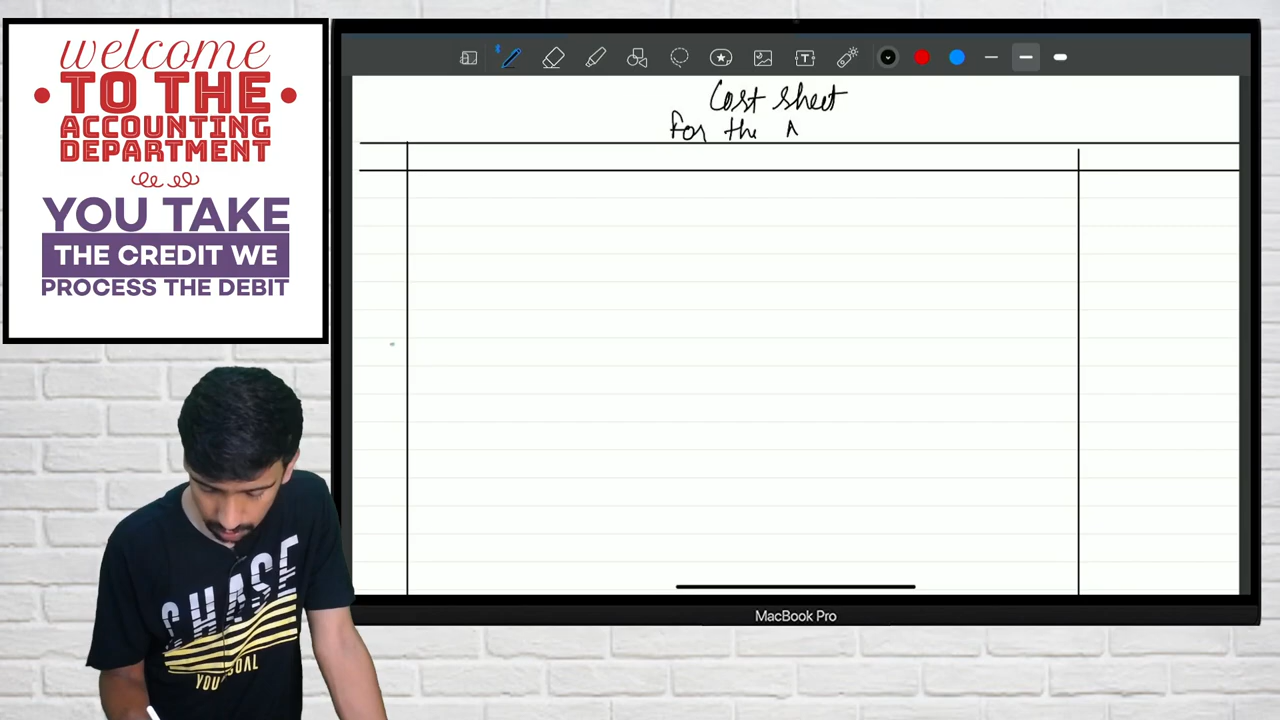 welcome
TO THE
ACCOUNTING
DEPARTMENT
YOU TAKE
THE CREDIT WE
PROCESS THE DEBIT
Cost sheet
For the
MacBook Pro
CHASE
GOAL